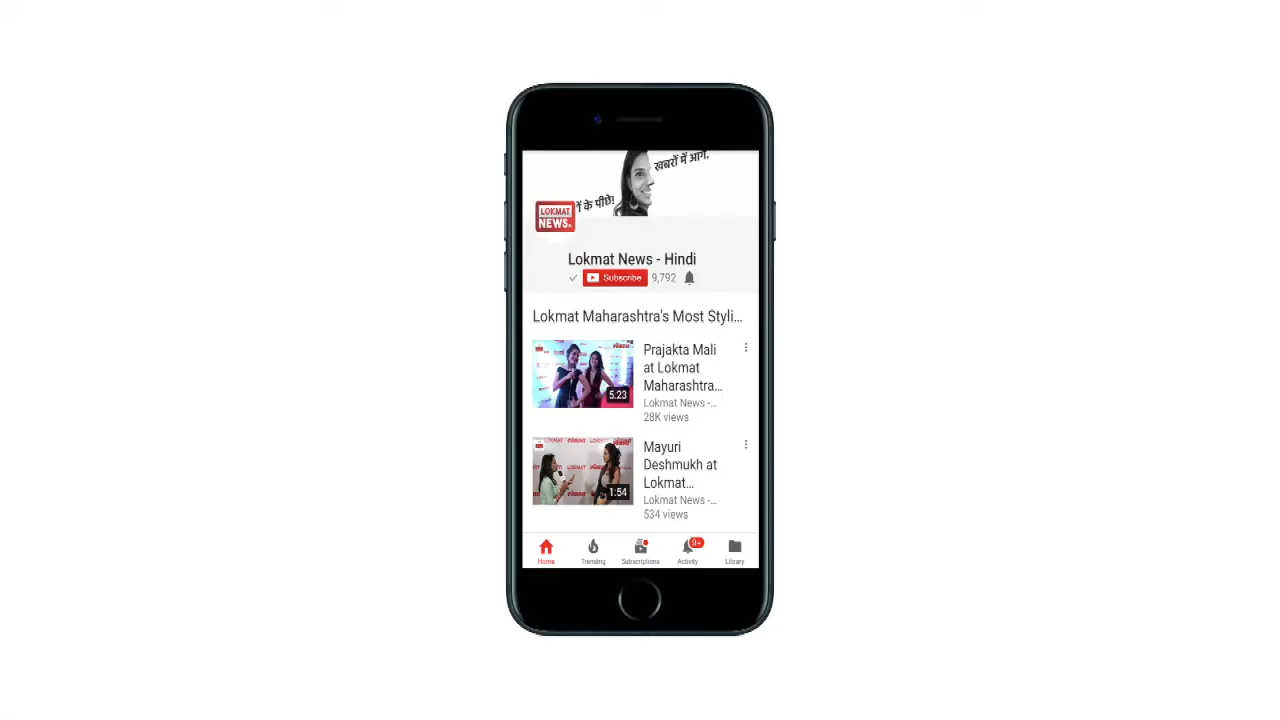 खबरों में आगे,
के पीछे!
LOKMAT
NEWS
Lokmat News - Hindi
Subscribe 9,792
Lokmat Maharashtra's Most Styli...
Prajakta Mali
at Lokmat
Maharashtra...
Lokmat News -...
28K views
5:23
Mayuri
Deshmukh at
Lokmat...
Lokmat News -...
534 views
1:54
LOKMAT
9+
Home Trending Subscriptions Activity Library